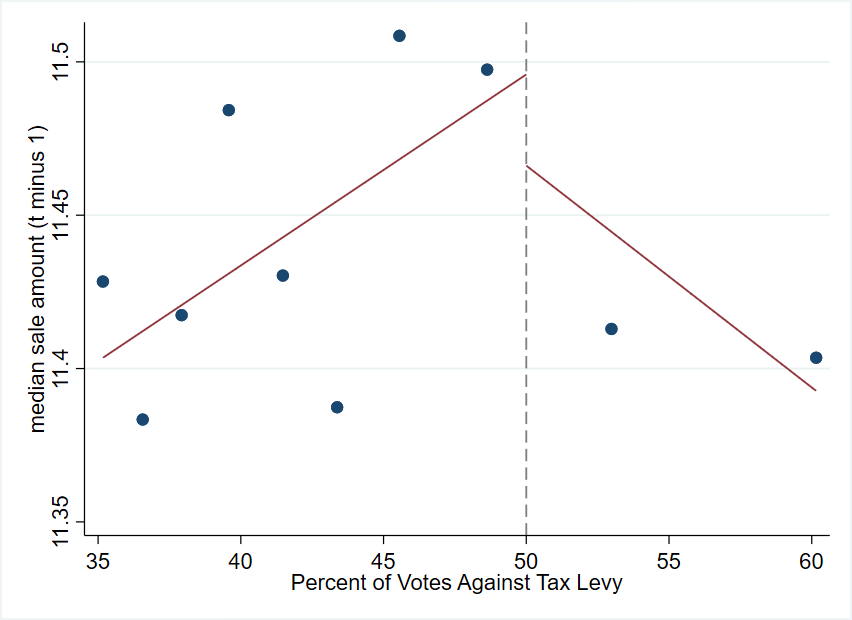 median sale amount (t minus 1)
11.5
11.45
11.4
11.35
35 40 45 50 55 60
Percent of Votes Against Tax Levy